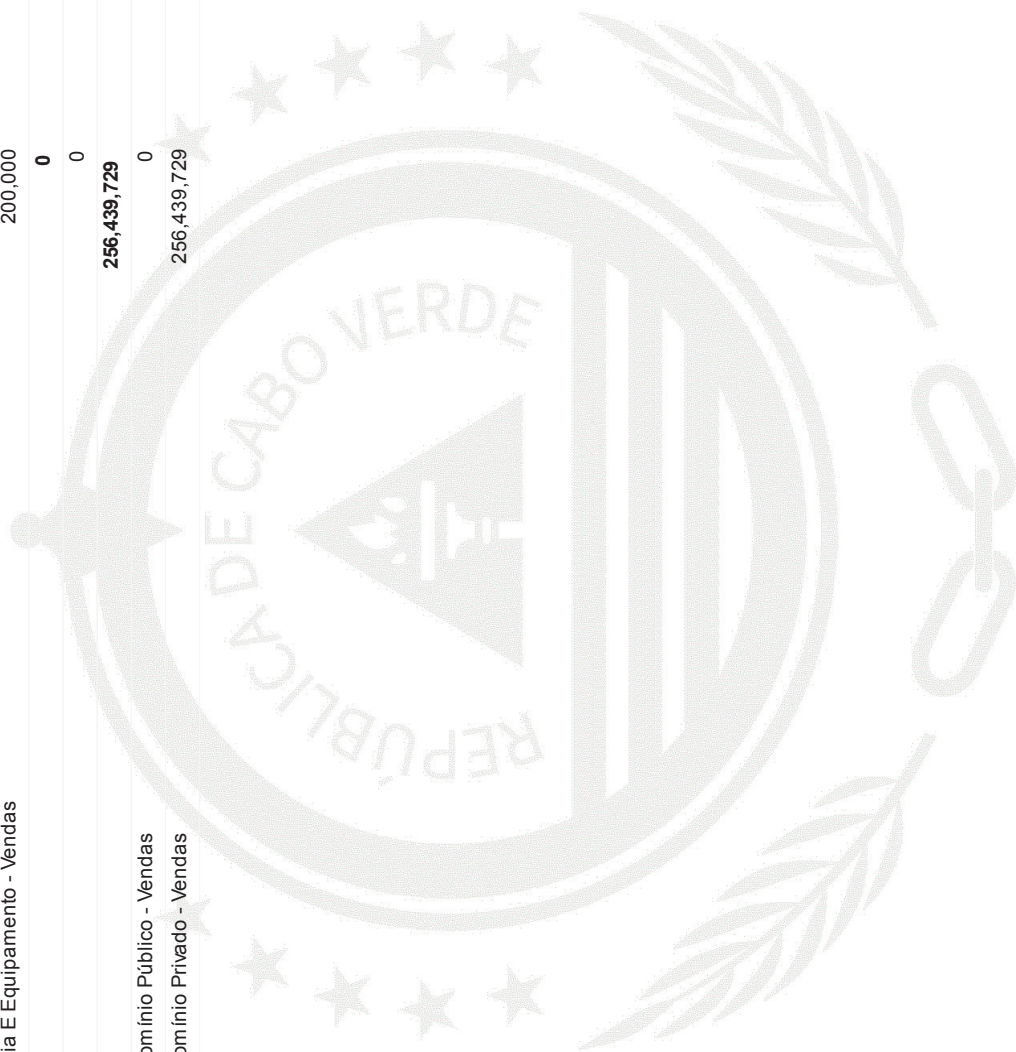 ia E Equipamento - Vendas 200,000
0
0
256,439,729
omínio Público - Vendas 0
omínio Privado - Vendas 256,439,729
REPÚBLICA DE CABO VERDE